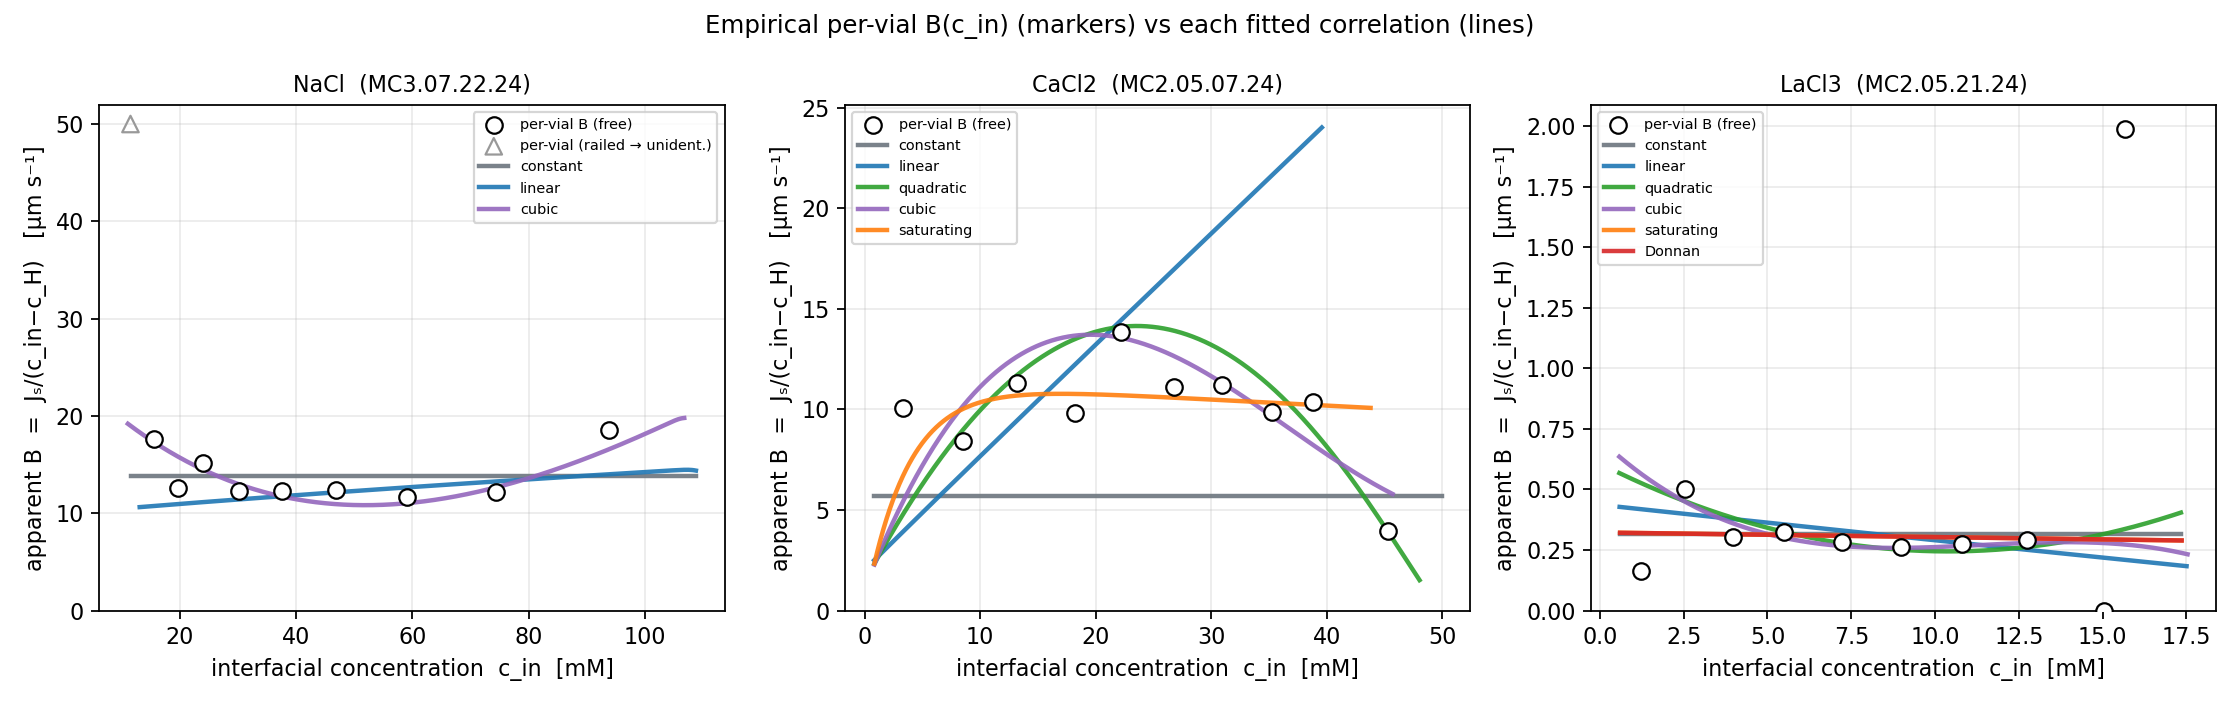 Empirical per-vial B(c_in) (markers) vs each fitted correlation (lines)
NaCl  (MC3.07.22.24)
apparent B  =  Jₛ/(c_in−c_H)   [μm s⁻¹]
50
40
30
20
10
0
per-vial B (free)
per-vial (railed → unident.)
constant
linear
cubic
20 40 60 80 100
interfacial concentration  c_in  [mM]
CaCl2  (MC2.05.07.24)
apparent B  =  Jₛ/(c_in−c_H)   [μm s⁻¹]
25
20
15
10
5
0
per-vial B (free)
constant
linear
quadratic
cubic
saturating
0 10 20 30 40 50
interfacial concentration  c_in  [mM]
LaCl3  (MC2.05.21.24)
apparent B  =  Jₛ/(c_in−c_H)   [μm s⁻¹]
2.00
1.75
1.50
1.25
1.00
0.75
0.50
0.25
0.00
per-vial B (free)
constant
linear
quadratic
cubic
saturating
Donnan
0.0 2.5 5.0 7.5 10.0 12.5 15.0 17.5
interfacial concentration  c_in  [mM]